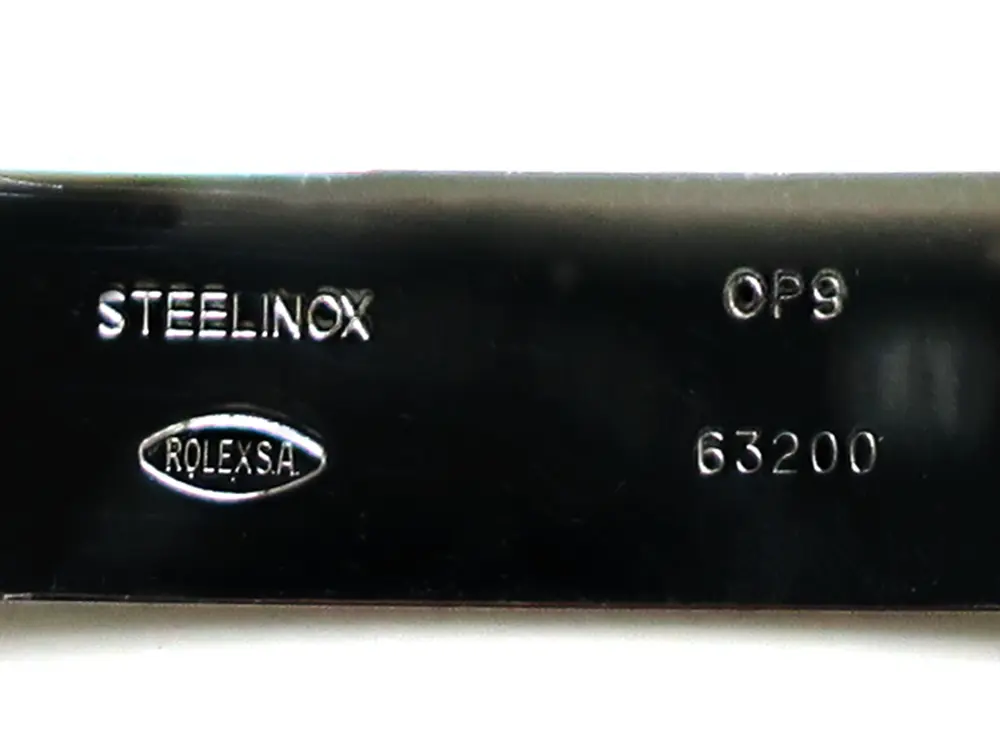 STEELINOX
OP9
ROLEX S.A.
63200